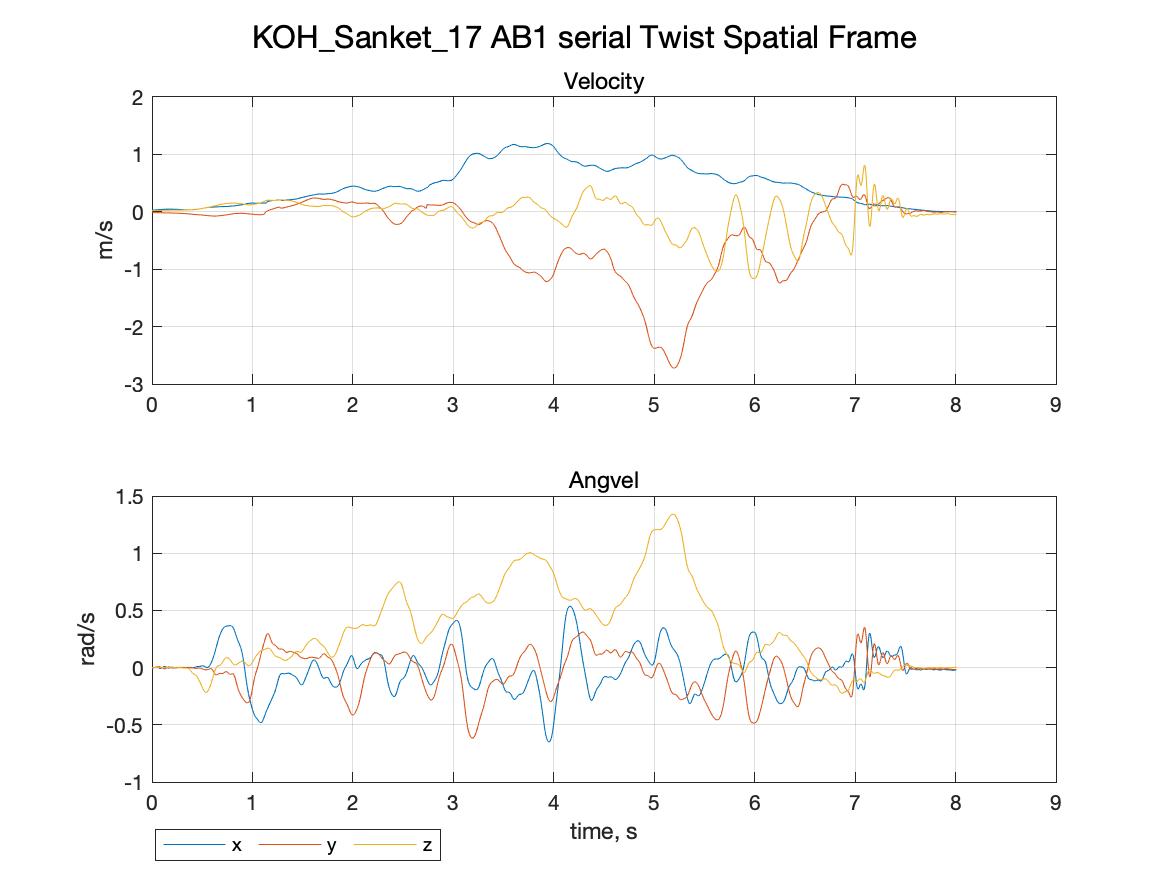 KOH_Sanket_17 AB1 serial Twist Spatial Frame
Velocity
2
1
0
-1
-2
-3
m/s
0 1 2 3 4 5 6 7 8 9
Angvel
1.5
1
0.5
0
-0.5
-1
rad/s
0 1 2 3 4 5 6 7 8 9
time, s
x y z